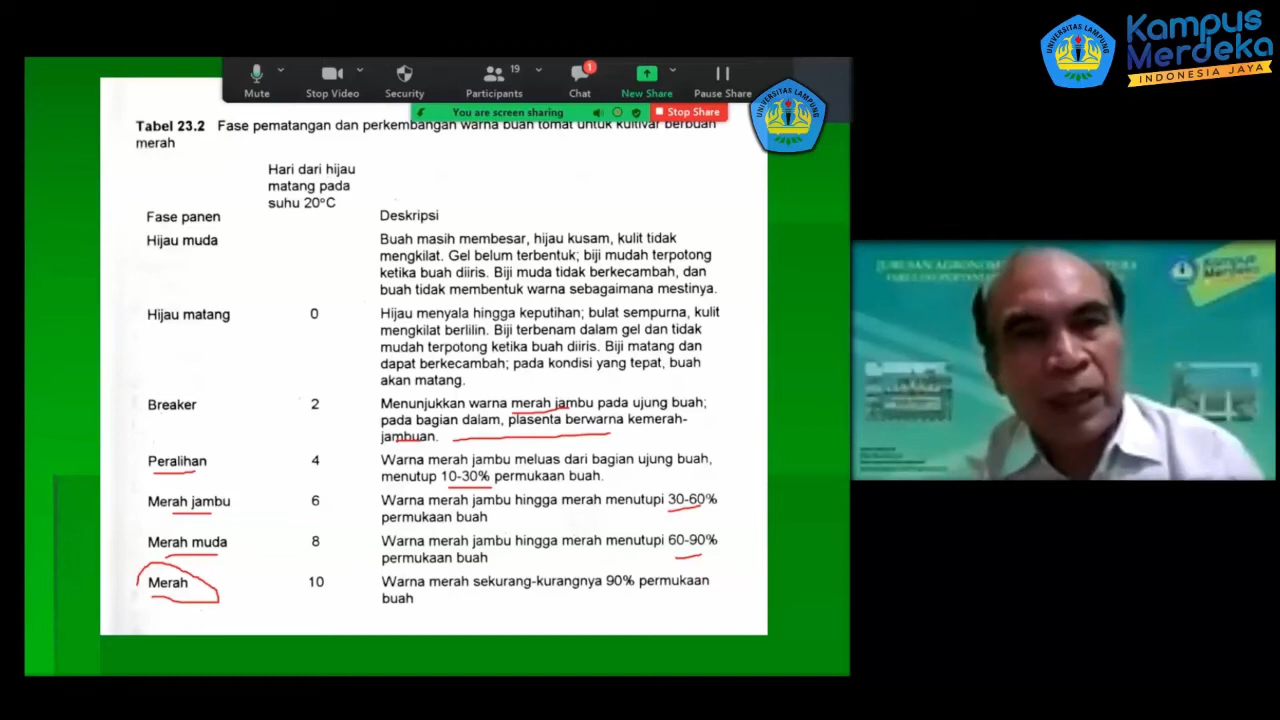 Kampus
Merdeka
INDONESIA JAYA
UNIVERSITAS LAMPUNG
19
1
Mute
Stop Video
Security
Participants
Chat
New Share
Pause Share
You are screen sharing
Stop Share
UNIVERSITAS LAMPUNG
Tabel 23.2 Fase pematangan dan perkembangan warna buah tomat untuk kultivar berbuah
merah
Hari dari hijau
matang pada
suhu 20°C
Fase panen
Deskripsi
Hijau muda
Buah masih membesar, hijau kusam, kulit tidak
mengkilat. Gel belum terbentuk; biji mudah terpotong
ketika buah diiris. Biji muda tidak berkecambah, dan
buah tidak membentuk warna sebagaimana mestinya.
Hijau matang 0 Hijau menyala hingga keputihan; bulat sempurna, kulit
mengkilat berlilin. Biji terbenam dalam gel dan tidak
mudah terpotong ketika buah diiris. Biji matang dan
dapat berkecambah; pada kondisi yang tepat, buah
akan matang.
Breaker 2 Menunjukkan warna merah jambu pada ujung buah;
pada bagian dalam, plasenta berwarna kemerah-
jambuan.
Peralihan 4 Warna merah jambu meluas dari bagian ujung buah,
menutup 10-30% permukaan buah.
Merah jambu 6 Warna merah jambu hingga merah menutupi 30-60%
permukaan buah
Merah muda 8 Warna merah jambu hingga merah menutupi 60-90%
permukaan buah
Merah 10 Warna merah sekurang-kurangnya 90% permukaan
buah
JURUSAN AGRONOMI
Kampus
Merdeka